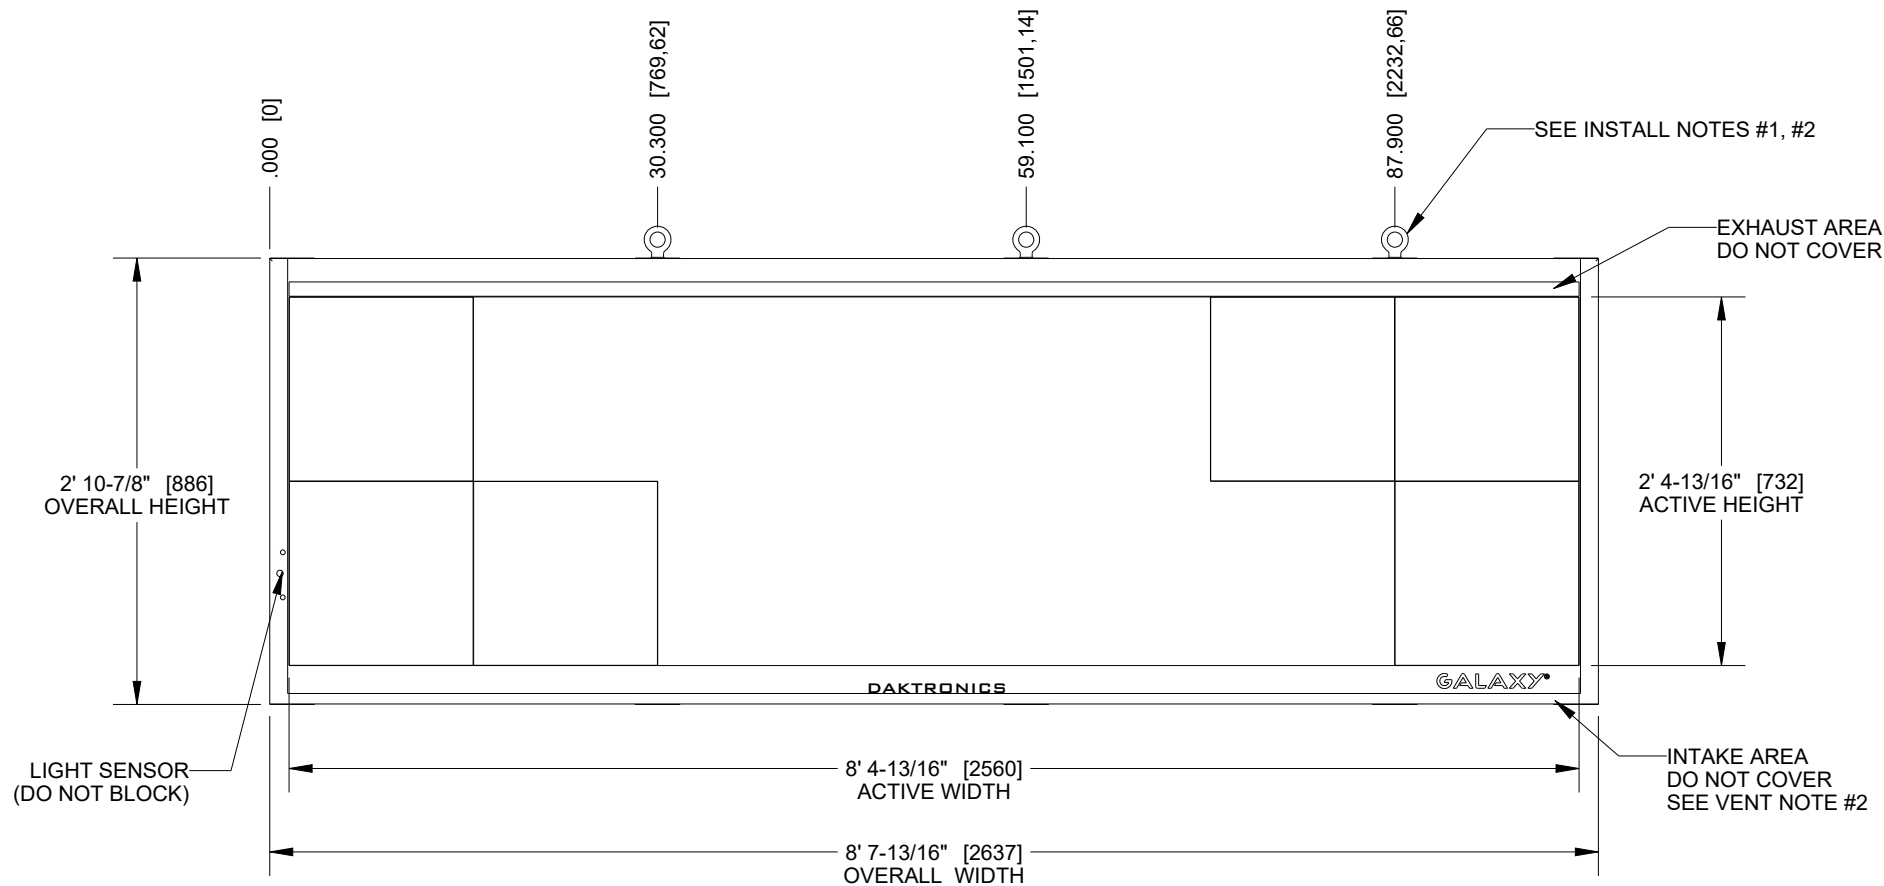 .000 [0]
30.300 [769,62]
59.100 [1501,14]
87.900 [2232,66]
SEE INSTALL NOTES #1, #2
EXHAUST AREA
DO NOT COVER
2' 10-7/8" [886]
OVERALL HEIGHT
2' 4-13/16" [732]
ACTIVE HEIGHT
DAKTRONICS
GALAXY
LIGHT SENSOR
(DO NOT BLOCK)
8' 4-13/16" [2560]
ACTIVE WIDTH
INTAKE AREA
DO NOT COVER
SEE VENT NOTE #2
8' 7-13/16" [2637]
OVERALL WIDTH